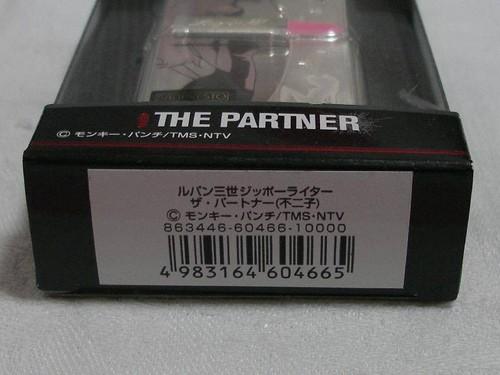 THE PARTNER
© モンキー・パンチ/TMS・NTV
ルパン三世ジッポーライター
ザ・パートナー(不二子)
© モンキー・パンチ/TMS・NTV
863446-60466-10000
4 983164 604665